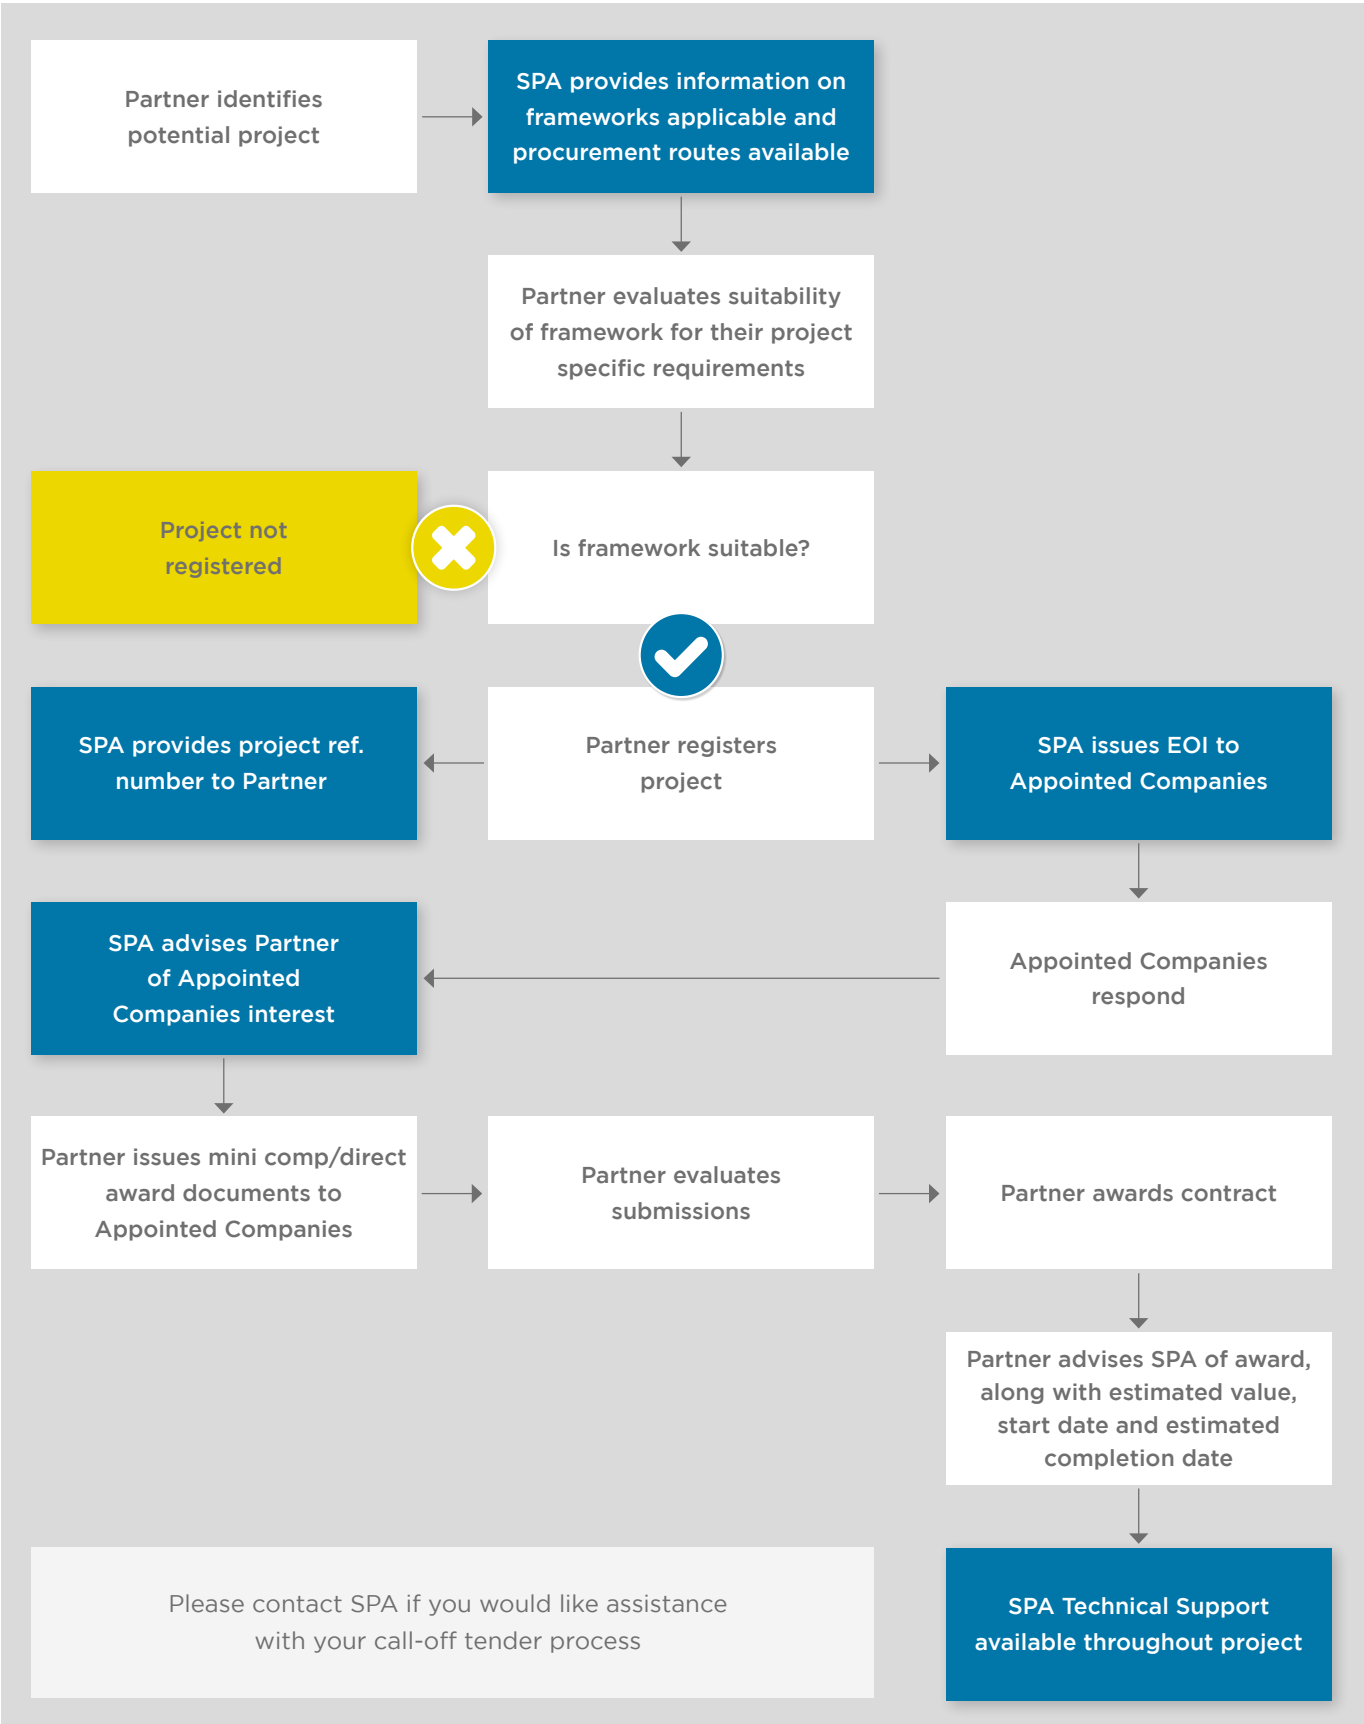 Partner identifies
potential project
SPA provides information on
frameworks applicable and
procurement routes available
Partner evaluates suitability
of framework for their project
specific requirements
Project not
registered
Is framework suitable?
SPA provides project ref.
number to Partner
Partner registers
project
SPA issues EOI to
Appointed Companies
SPA advises Partner
of Appointed
Companies interest
Appointed Companies
respond
Partner issues mini comp/direct
award documents to
Appointed Companies
Partner evaluates
submissions
Partner awards contract
Partner advises SPA of award,
along with estimated value,
start date and estimated
completion date
Please contact SPA if you would like assistance
with your call-off tender process
SPA Technical Support
available throughout project